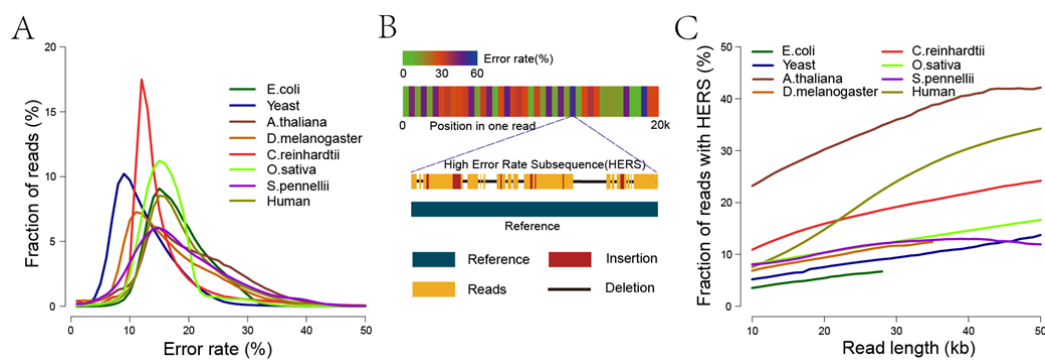 A
Fraction of reads (%)
20
15
10
5
0
0 10 20 30 40 50
Error rate (%)
E.coli
Yeast
A.thaliana
D.melanogaster
C.reinhardtii
O.sativa
S.pennellii
Human
B
Error rate(%)
0 30 60
0 Position in one read 20k
High Error Rate Subsequence(HERS)
Reference
Reference Insertion
Reads Deletion
C
Fraction of reads with HERS (%)
50
40
30
20
10
0
10 20 30 40 50
Read length (kb)
E.coli C.reinhardtii
Yeast O.sativa
A.thaliana S.pennellii
D.melanogaster Human